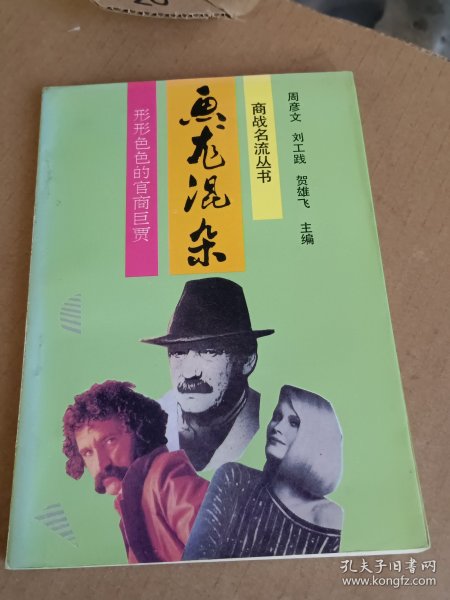 周彦文 刘工践 贺雄飞 主编
商战名流丛书
鱼龙混杂
形形色色的官商巨贾
孔夫子旧书网
www.kongfz.com